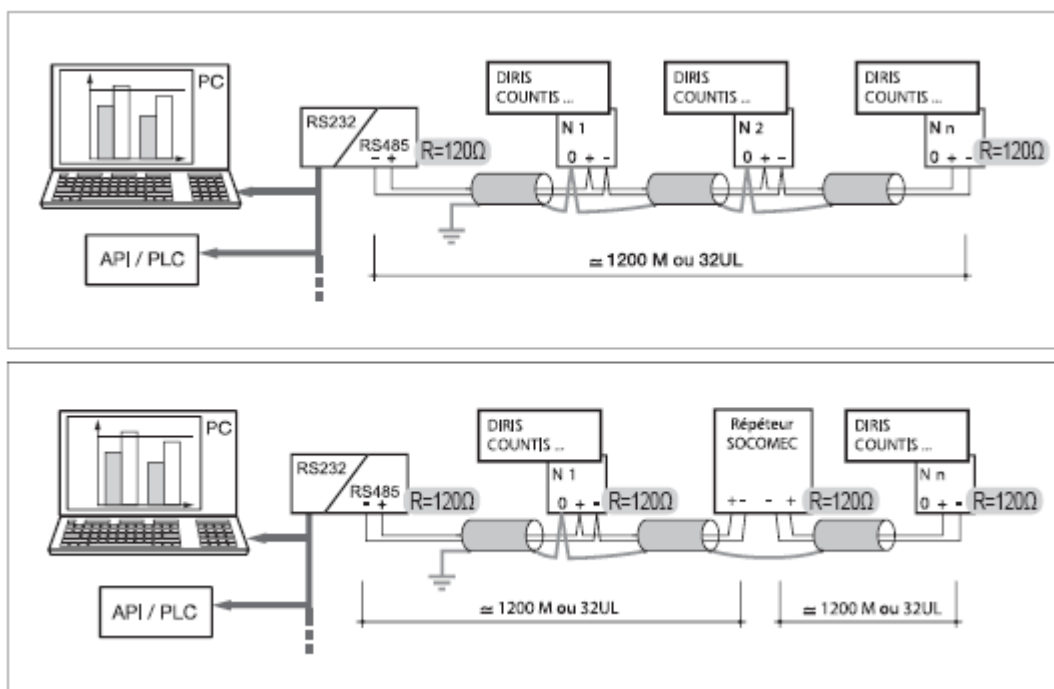 PC
RS232
RS485
- +
R=120Ω
API / PLC
DIRIS
COUNTIS ...
N 1
0 + -
DIRIS
COUNTIS ...
N 2
0 + -
DIRIS
COUNTIS ...
N n
0 + -
R=120Ω
≃ 1200 M ou 32UL
PC
RS232
RS485
- +
R=120Ω
API / PLC
DIRIS
COUNTIS ...
N 1
0 + -
R=120Ω
Répéteur
SOCOMEC
+- - +
R=120Ω
DIRIS
COUNTIS ...
N n
0 + -
R=120Ω
≃ 1200 M ou 32UL
≃ 1200 M ou 32UL